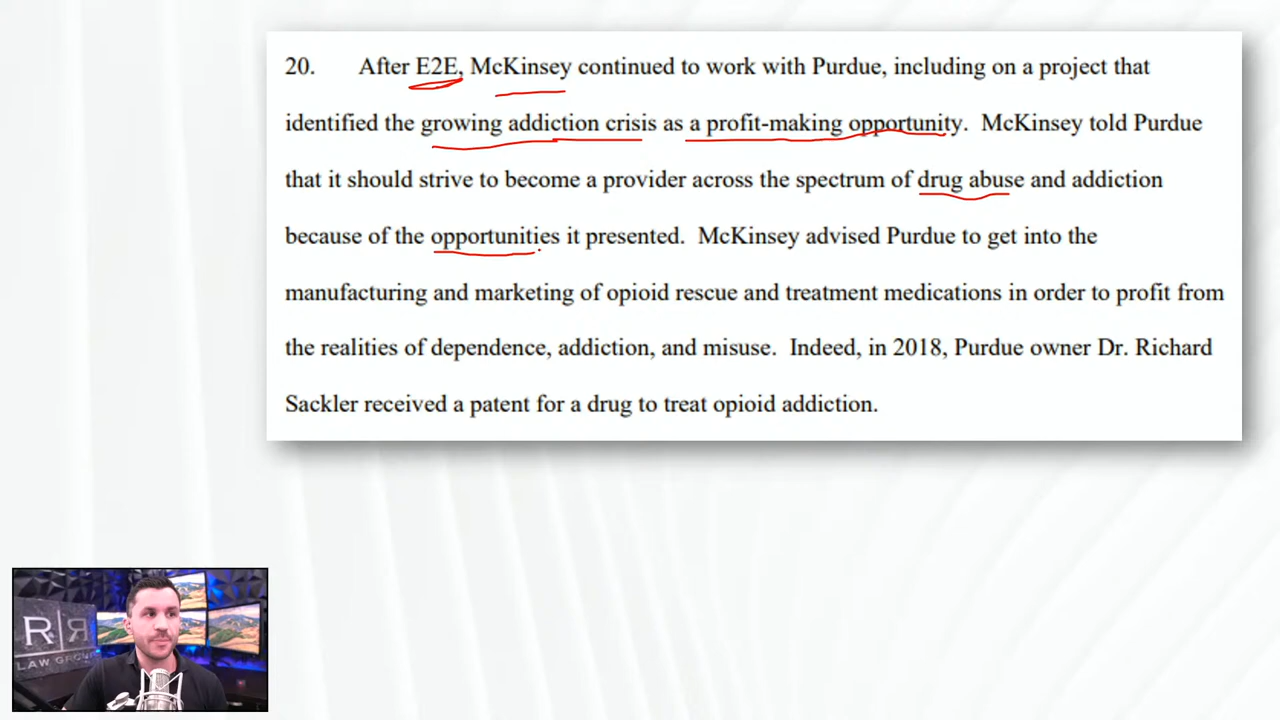 20. After E2E, McKinsey continued to work with Purdue, including on a project that
identified the growing addiction crisis as a profit-making opportunity. McKinsey told Purdue
that it should strive to become a provider across the spectrum of drug abuse and addiction
because of the opportunities it presented. McKinsey advised Purdue to get into the
manufacturing and marketing of opioid rescue and treatment medications in order to profit from
the realities of dependence, addiction, and misuse. Indeed, in 2018, Purdue owner Dr. Richard
Sackler received a patent for a drug to treat opioid addiction.
R|R
LAW GROUP